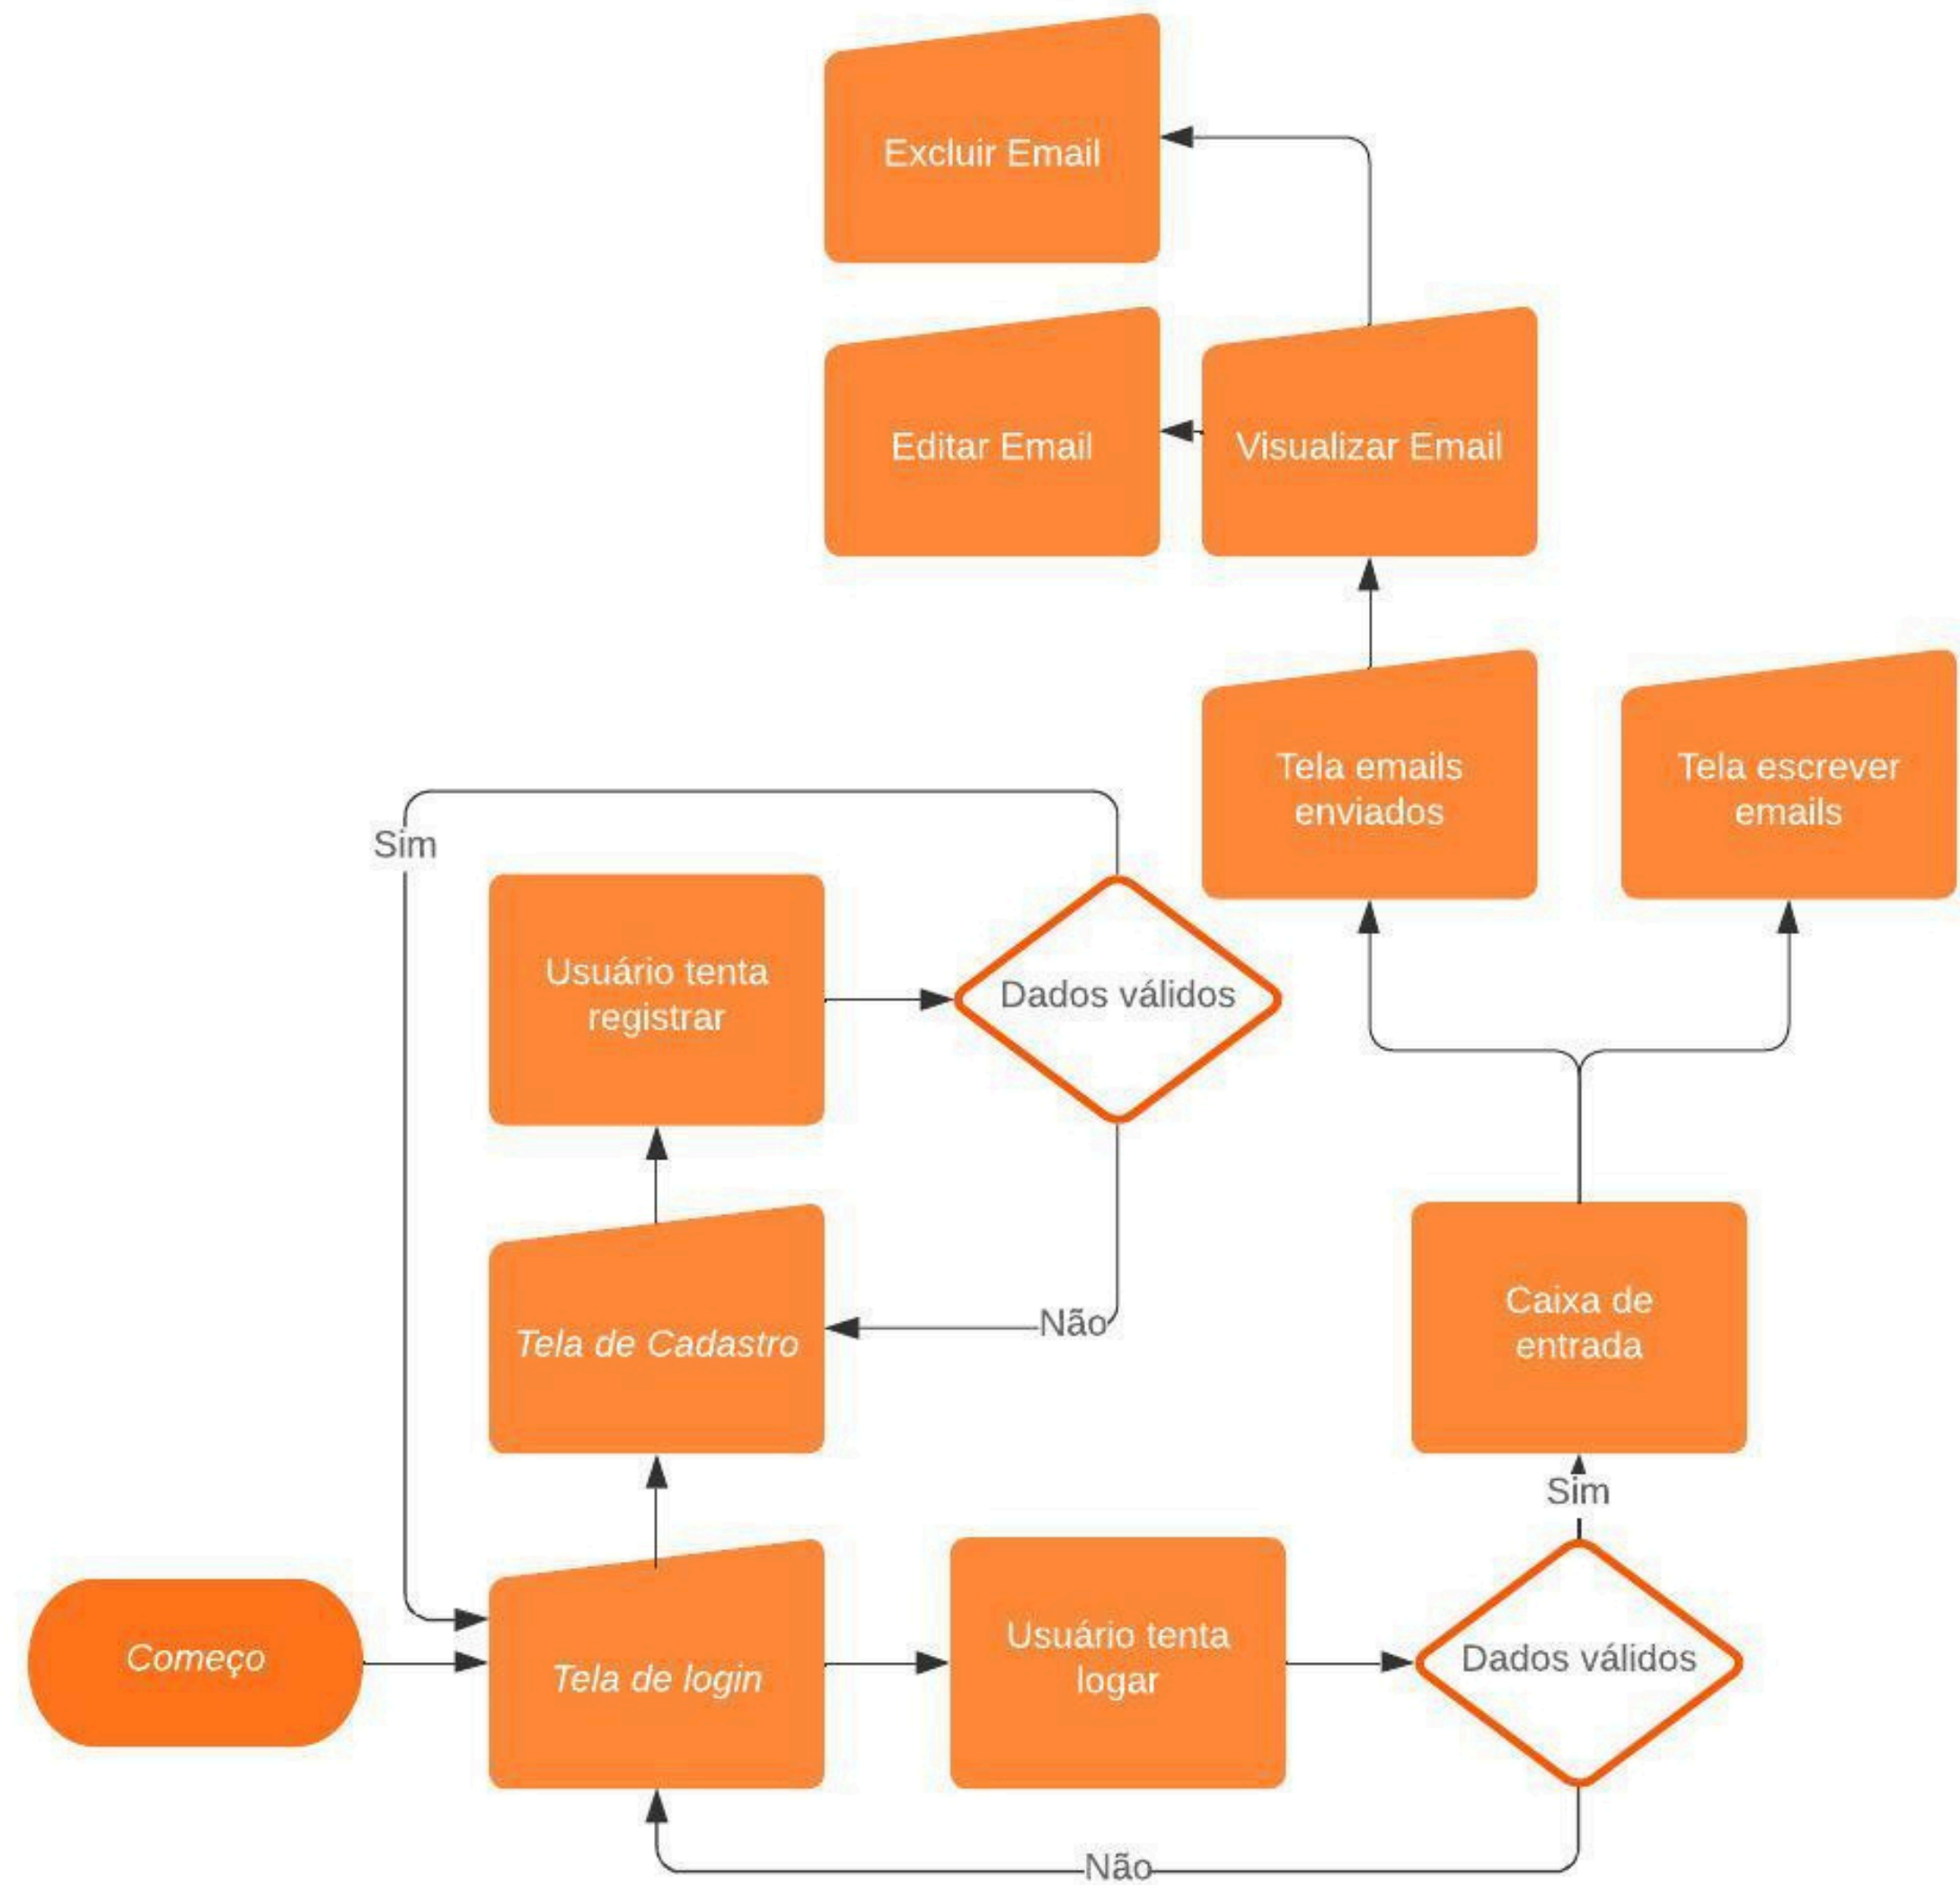 Excluir Email
Editar Email
Visualizar Email
Tela emails
enviados
Tela escrever
emails
Sim
Usuário tenta
registrar
Dados válidos
Não
Tela de Cadastro
Caixa de
entrada
Sim
Começo
Tela de login
Usuário tenta
logar
Dados válidos
Não